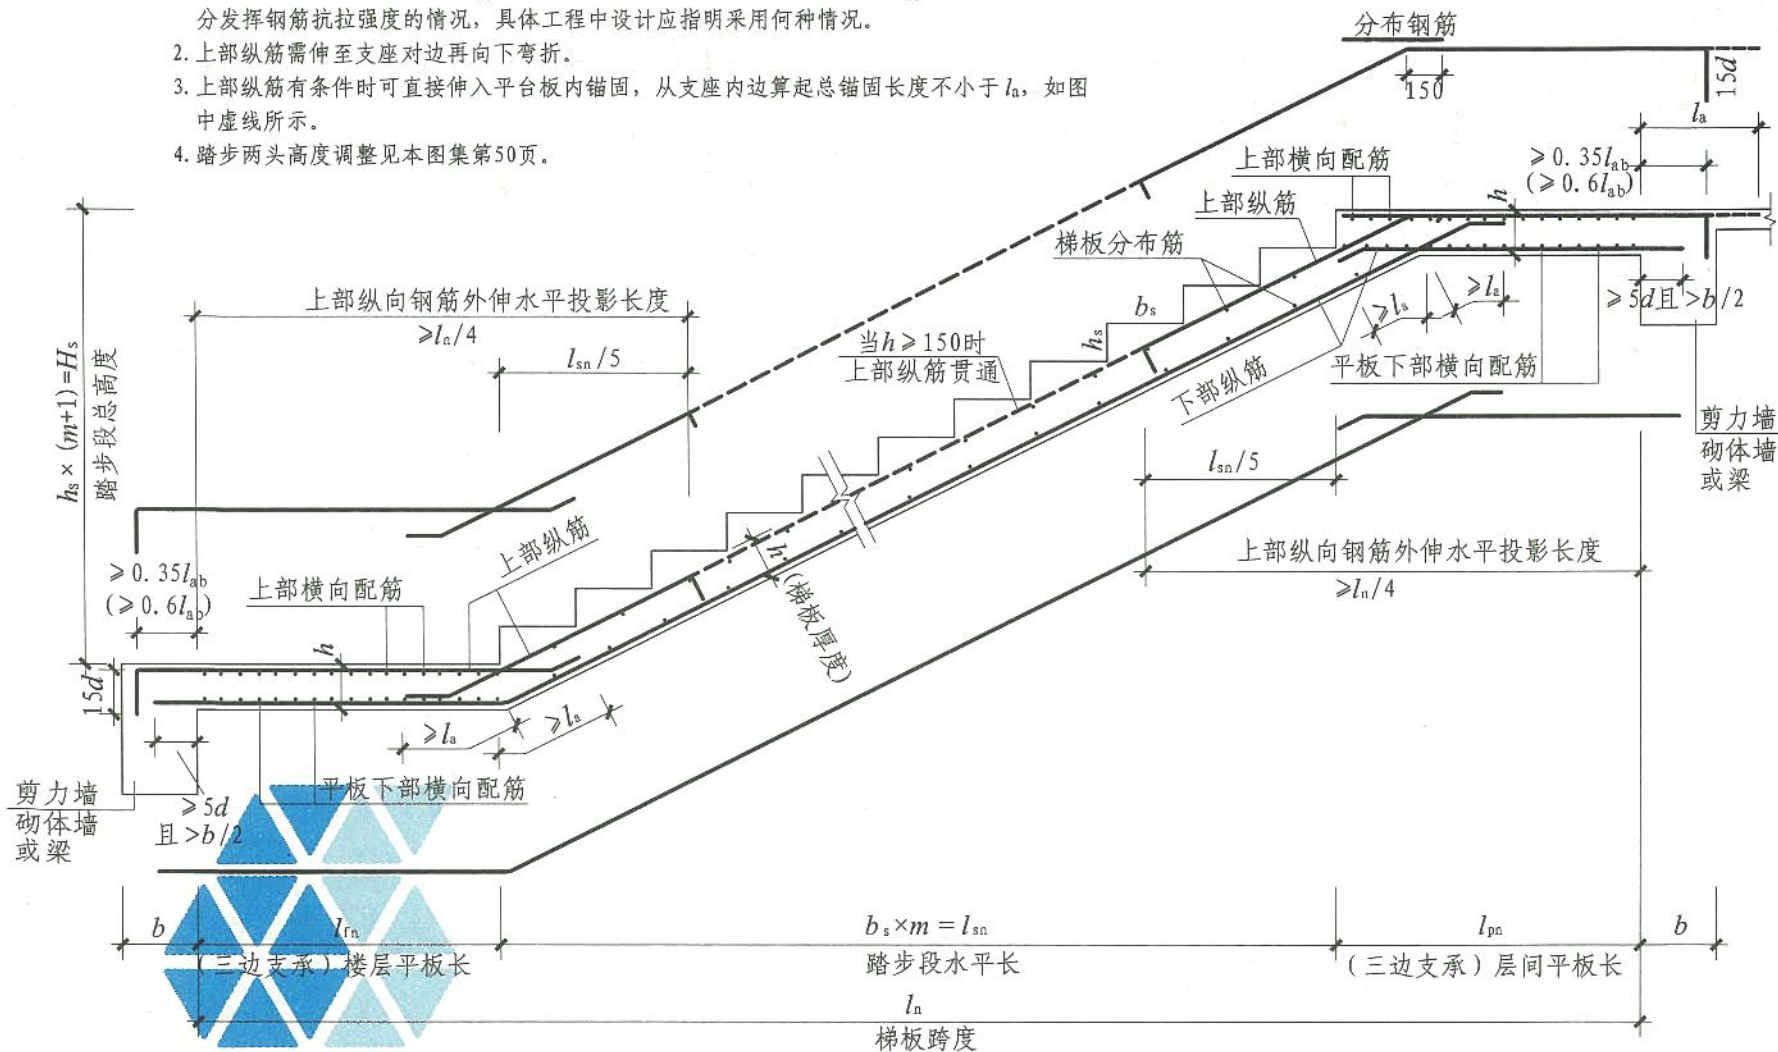 分发挥钢筋抗拉强度的情况，具体工程中设计应指明采用何种情况。
2. 上部纵筋需伸至支座对边再向下弯折。
3. 上部纵筋有条件时可直接伸入平台板内锚固，从支座内边算起总锚固长度不小于 la，如图
中虚线所示。
4. 踏步两头高度调整见本图集第50页。
分布钢筋
150
15d
la
≥0.35lab
(≥0.6lab)
上部横向配筋
h
上部纵筋
梯板分布筋
上部纵向钢筋外伸水平投影长度
≥ln/4
lsn/5
bs
hs
≥la
≥la
≥5d且>b/2
当h≥150时
上部纵筋贯通
下部纵筋
平板下部横向配筋
hs×(m+1)=Hs
踏步段总高度
剪力墙
砌体墙
或梁
lsn/5
上部纵筋
h
(梯板厚度)
上部纵向钢筋外伸水平投影长度
≥ln/4
≥0.35lab
(≥0.6lab)
上部横向配筋
h
15d
≥la
≥la
平板下部横向配筋
剪力墙
砌体墙
或梁
≥5d
且>b/2
b
lfn
bs×m=lsn
lpn
b
(三边支承)楼层平板长
踏步段水平长
(三边支承)层间平板长
ln
梯板跨度